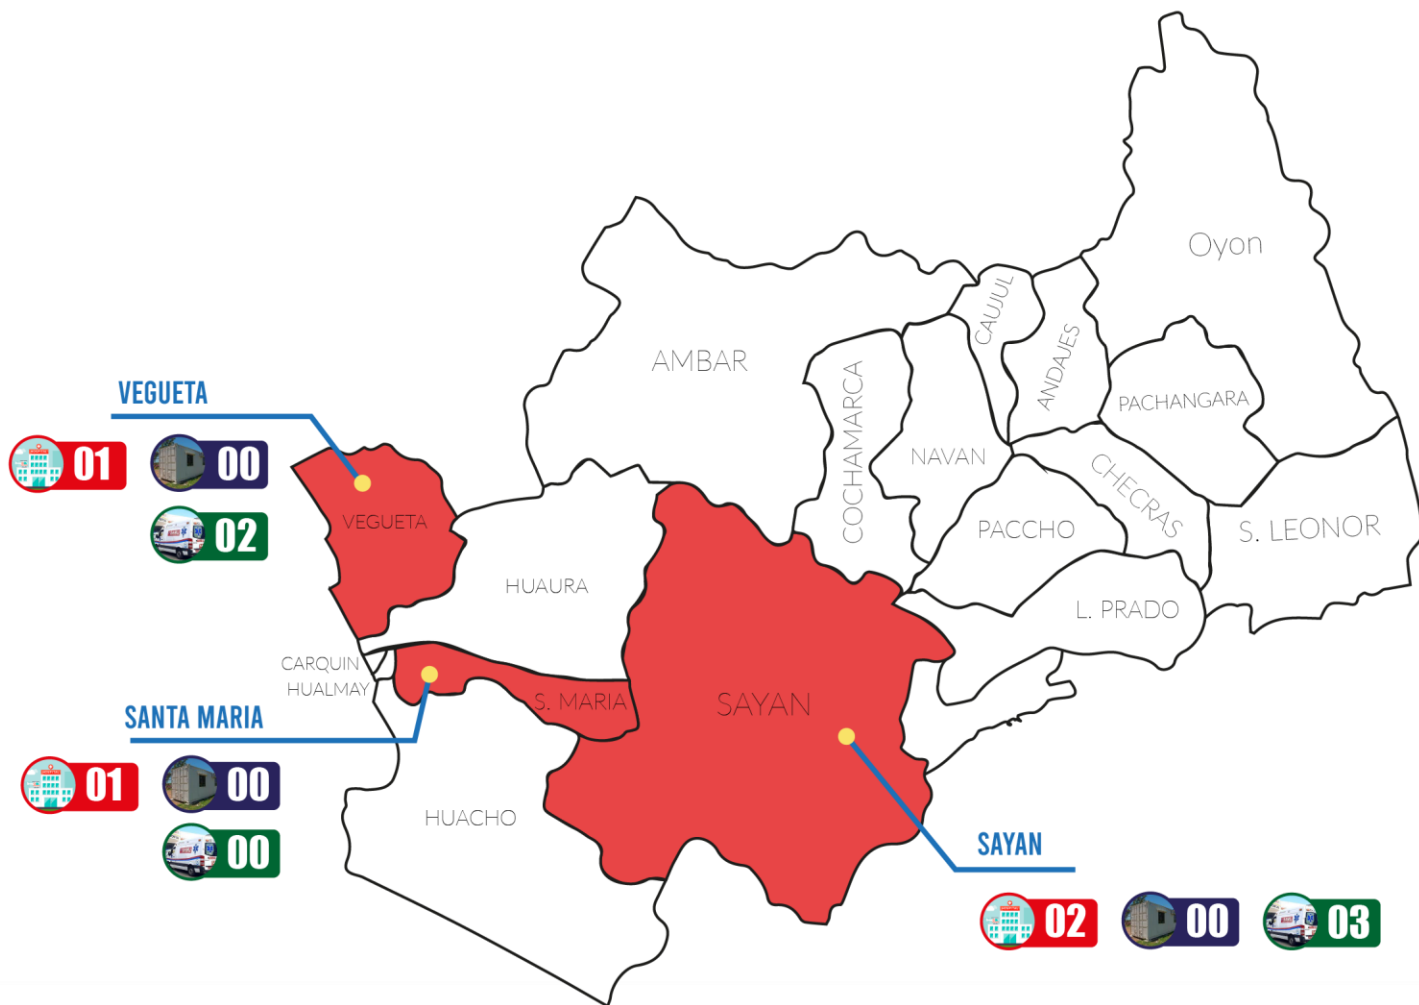 Oyon
CAUJUL
ANDAJES
AMBAR
COCHAMARCA
PACHANGARA
VEGUETA
01
00
NAVAN
CHECRAS
VEGUETA
02
PACCHO
S. LEONOR
HUAURA
L. PRADO
CARQUIN
HUALMAY
S. MARIA
SAYAN
SANTA MARIA
01
00
HUACHO
00
SAYAN
02
00
03